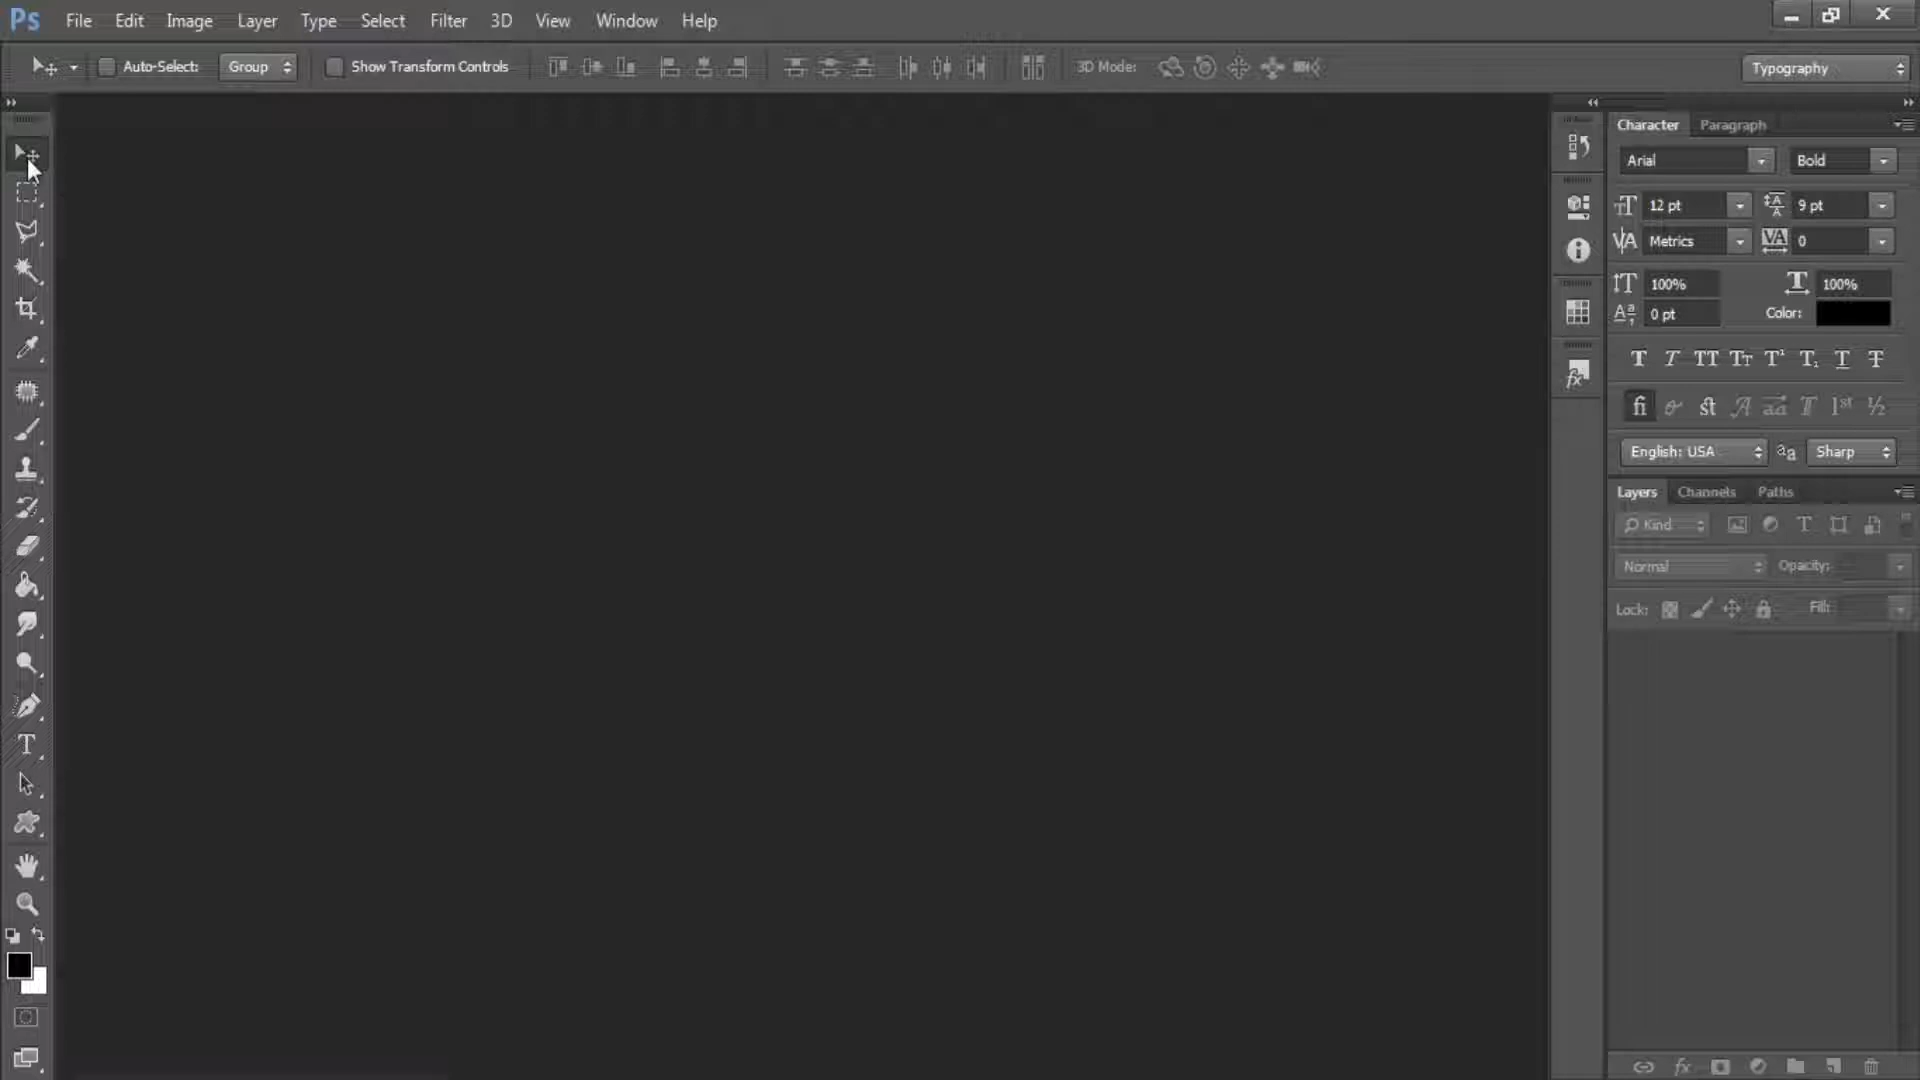 Ps File Edit Image Layer Type Select Filter 3D View Window Help
Auto-Select: Group Show Transform Controls 3D Mode: Typography
Character Paragraph
Arial Bold
12 pt 9 pt
Metrics 0
100% 100%
0 pt Color:
English: USA Sharp
Layers Channels Paths
Kind
Normal Opacity:
Lock: Fill: